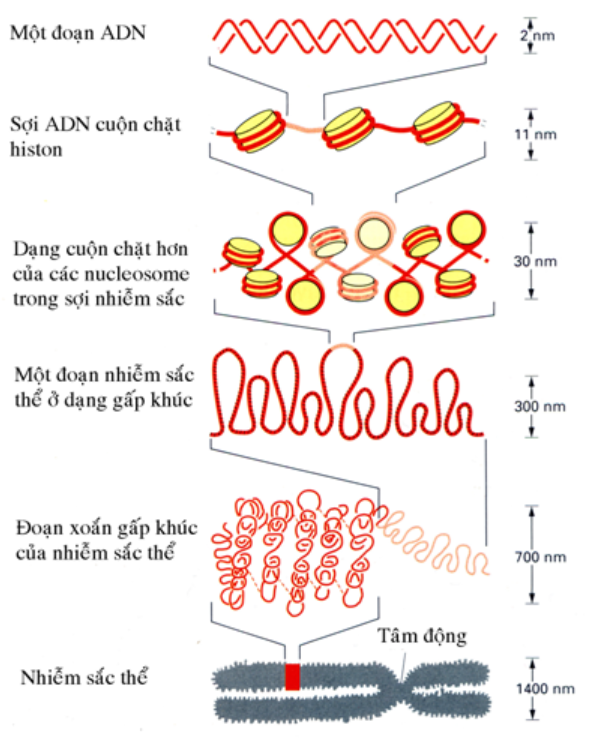 Một đoạn ADN
2 nm
Sợi ADN cuộn chặt
histon
11 nm
Dạng cuộn chặt hơn
của các nucleosome
trong sợi nhiễm sắc
30 nm
Một đoạn nhiễm sắc
thể ở dạng gấp khúc
300 nm
Đoạn xoắn gấp khúc
của nhiễm sắc thể
700 nm
Tâm động
Nhiễm sắc thể
1400 nm